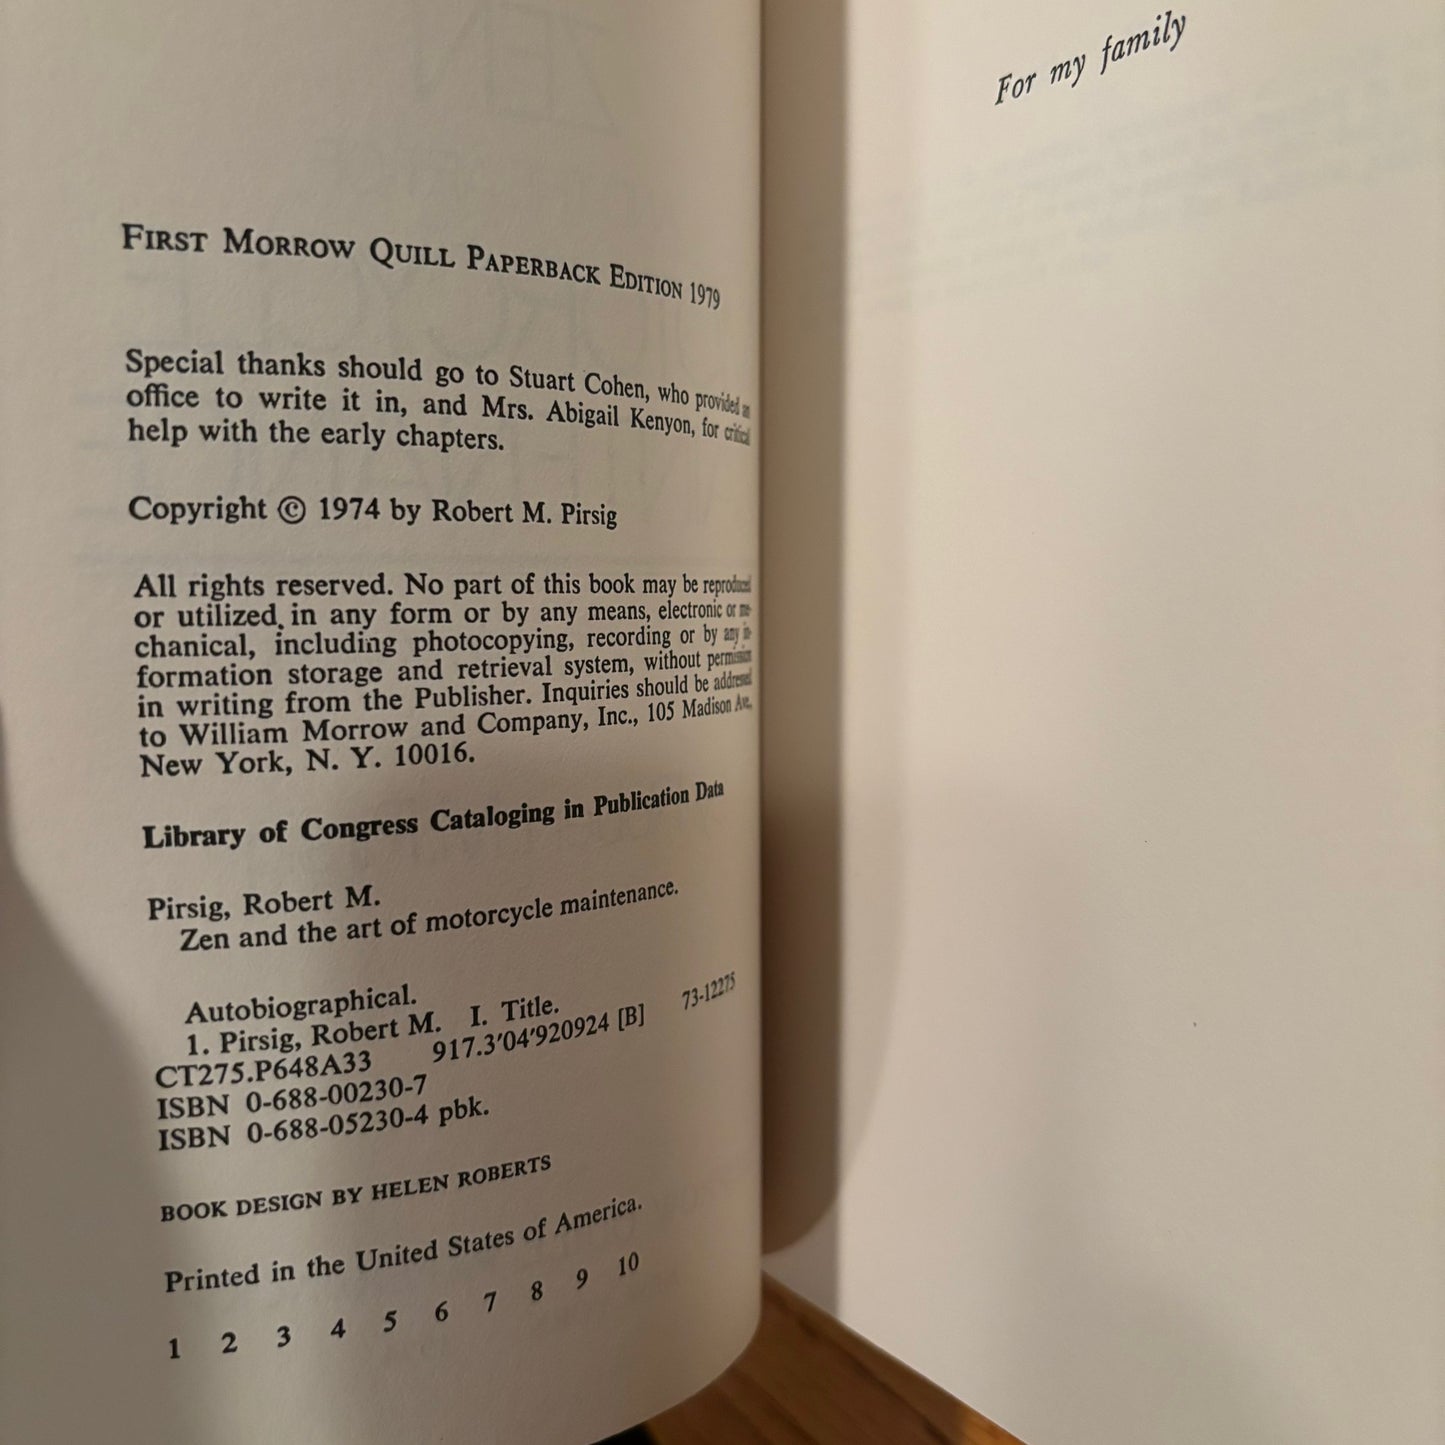 FIRST MORROW QUILL PAPERBACK EDITION 1979
Special thanks should go to Stuart Cohen, who provided an
office to write it in, and Mrs. Abigail Kenyon, for critical
help with the early chapters.
Copyright © 1974 by Robert M. Pirsig
All rights reserved. No part of this book may be reproduced
or utilized in any form or by any means, electronic or me-
chanical, including photocopying, recording or by any in-
formation storage and retrieval system, without permission
in writing from the Publisher. Inquiries should be addressed
to William Morrow and Company, Inc., 105 Madison Ave.,
New York, N. Y. 10016.
Library of Congress Cataloging in Publication Data
Pirsig, Robert M.
Zen and the art of motorcycle maintenance.
Autobiographical.
1. Pirsig, Robert M. I. Title.
CT275.P648A33 917.3'04'920924 [B] 73-12275
ISBN 0-688-00230-7
ISBN 0-688-05230-4 pbk.
BOOK DESIGN BY HELEN ROBERTS
Printed in the United States of America.
1 2 3 4 5 6 7 8 9 10
For my family